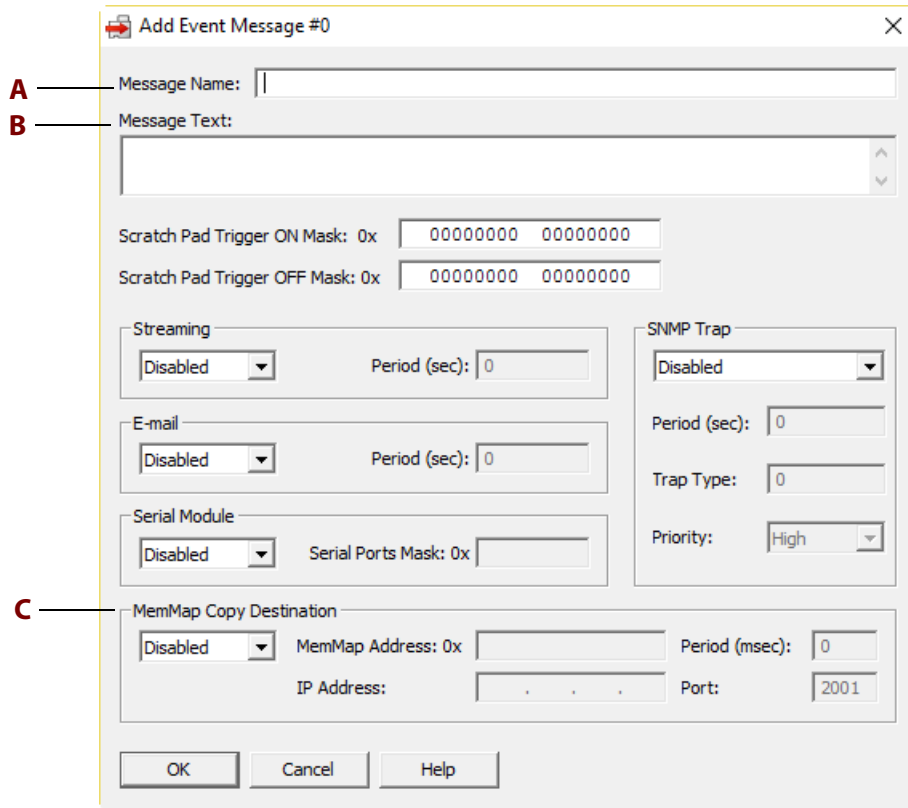 Add Event Message #0
A Message Name:
B Message Text:
Scratch Pad Trigger ON Mask: 0x 00000000 00000000
Scratch Pad Trigger OFF Mask: 0x 00000000 00000000
Streaming
Disabled Period (sec): 0
E-mail
Disabled Period (sec): 0
Serial Module
Disabled Serial Ports Mask: 0x
SNMP Trap
Disabled
Period (sec): 0
Trap Type: 0
Priority: High
C MemMap Copy Destination
Disabled MemMap Address: 0x Period (msec): 0
IP Address: . . . Port: 2001
OK Cancel Help